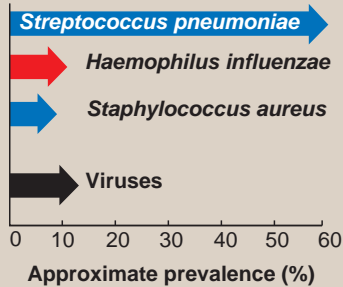 Streptococcus pneumoniae
Haemophilus influenzae
Staphylococcus aureus
Viruses
0 10 20 30 40 50 60
Approximate prevalence (%)